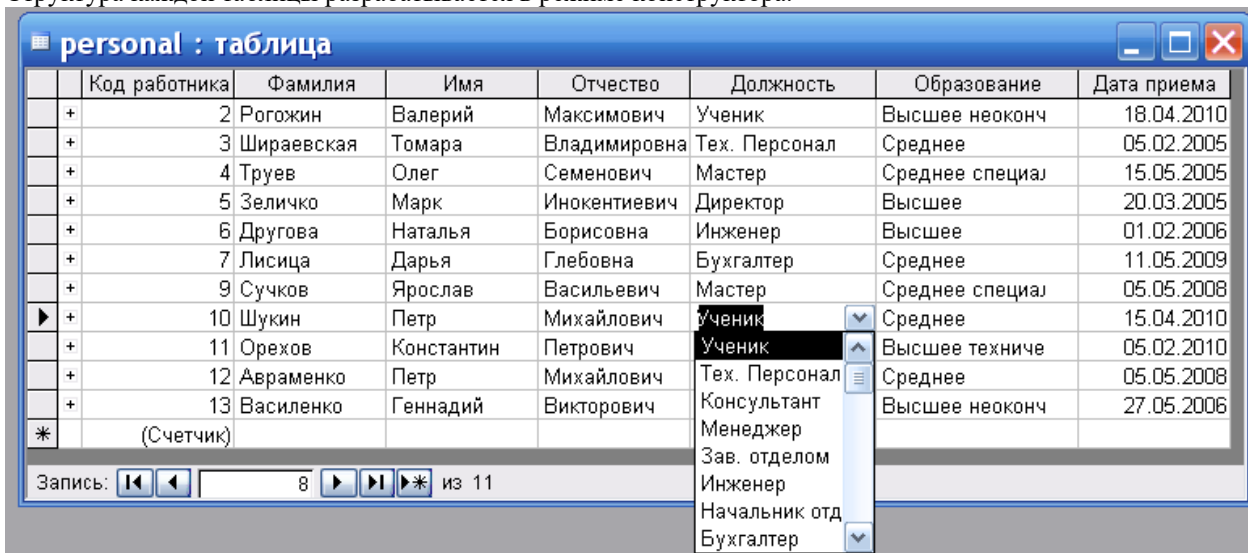 personal : таблица
Код работника Фамилия Имя Отчество Должность Образование Дата приема
+ 2 Рогожин Валерий Максимович Ученик Высшее неоконч 18.04.2010
+ 3 Шираевская Томара Владимировна Тех. Персонал Среднее 05.02.2005
+ 4 Труев Олег Семенович Мастер Среднее специал 15.05.2005
+ 5 Зеличко Марк Инокентиевич Директор Высшее 20.03.2005
+ 6 Другова Наталья Борисовна Инженер Высшее 01.02.2006
+ 7 Лисица Дарья Глебовна Бухгалтер Среднее 11.05.2009
+ 9 Сучков Ярослав Васильевич Мастер Среднее специал 05.05.2008
+ 10 Шукин Петр Михайлович Ученик Среднее 15.04.2010
+ 11 Орехов Константин Петрович Ученик Высшее техниче 05.02.2010
+ 12 Авраменко Петр Михайлович Тех. Персонал Среднее 05.05.2008
+ 13 Василенко Геннадий Викторович Консультант Высшее неоконч 27.05.2006
* (Счетчик) Менеджер
Зав. отделом
Запись: 8 из 11 Инженер
Начальник отд
Бухгалтер